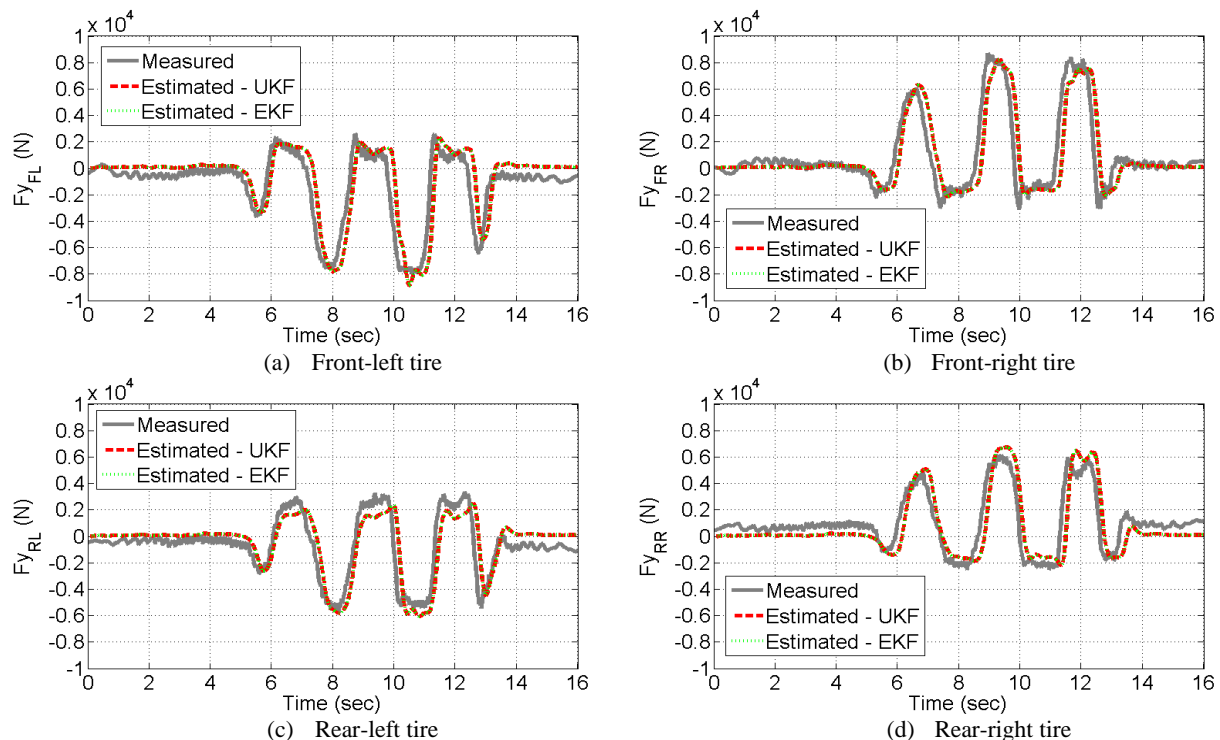 x 10^4
1
0.8
0.6
0.4
0.2
0
-0.2
-0.4
-0.6
-0.8
-1
Fy_FL (N)
Measured
Estimated - UKF
Estimated - EKF
0 2 4 6 8 10 12 14 16
Time (sec)
(a) Front-left tire
x 10^4
1
0.8
0.6
0.4
0.2
0
-0.2
-0.4
-0.6
-0.8
-1
Fy_FR (N)
Measured
Estimated - UKF
Estimated - EKF
0 2 4 6 8 10 12 14 16
Time (sec)
(b) Front-right tire
x 10^4
1
0.8
0.6
0.4
0.2
0
-0.2
-0.4
-0.6
-0.8
-1
Fy_RL (N)
Measured
Estimated - UKF
Estimated - EKF
0 2 4 6 8 10 12 14 16
Time (sec)
(c) Rear-left tire
x 10^4
1
0.8
0.6
0.4
0.2
0
-0.2
-0.4
-0.6
-0.8
-1
Fy_RR (N)
Measured
Estimated - UKF
Estimated - EKF
0 2 4 6 8 10 12 14 16
Time (sec)
(d) Rear-right tire